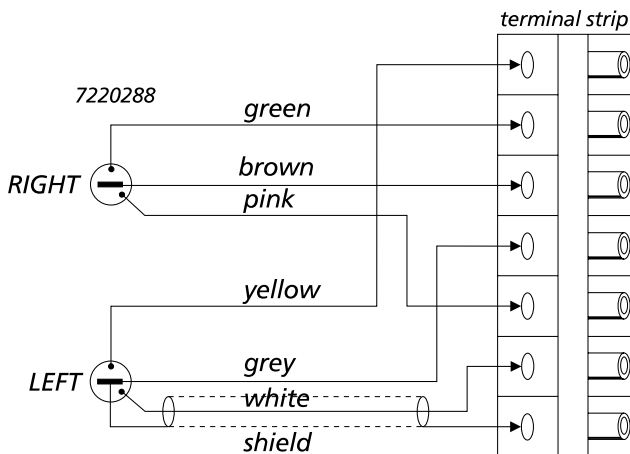 terminal strip
7220288
green
RIGHT
brown
pink
yellow
LEFT
grey
white
shield